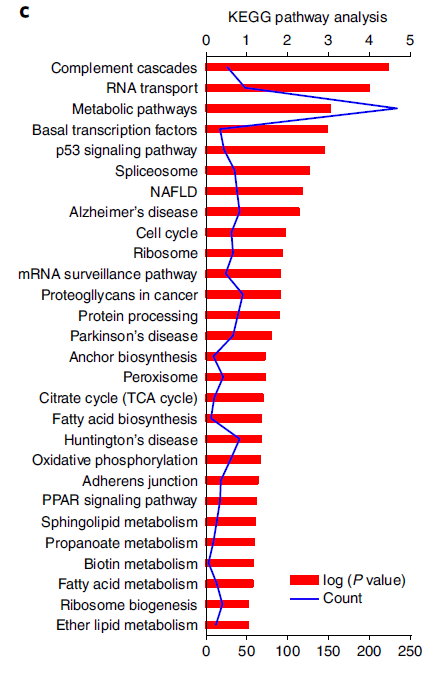 c
KEGG pathway analysis
0 1 2 3 4 5
Complement cascades
RNA transport
Metabolic pathways
Basal transcription factors
p53 signaling pathway
Spliceosome
NAFLD
Alzheimer's disease
Cell cycle
Ribosome
mRNA surveillance pathway
Proteogllycans in cancer
Protein processing
Parkinson's disease
Anchor biosynthesis
Peroxisome
Citrate cycle (TCA cycle)
Fatty acid biosynthesis
Huntington's disease
Oxidative phosphorylation
Adherens junction
PPAR signaling pathway
Sphingolipid metabolism
Propanoate metabolism
Biotin metabolism
Fatty acid metabolism
Ribosome biogenesis
Ether lipid metabolism
log (P value)
Count
0 50 100 150 200 250